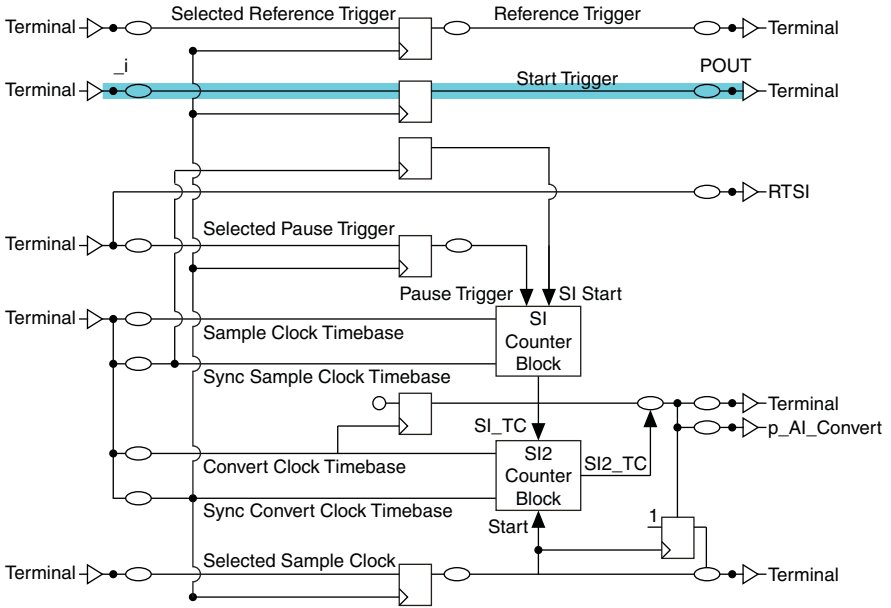 Selected Reference Trigger
Reference Trigger
Terminal
Terminal
_i
POUT
Terminal
Start Trigger
Terminal
RTSI
Selected Pause Trigger
Terminal
Pause Trigger
SI Start
Terminal
SI
Counter
Block
Sample Clock Timebase
Sync Sample Clock Timebase
Terminal
p_AI_Convert
SI_TC
SI2
Counter
Block
SI2_TC
Convert Clock Timebase
Sync Convert Clock Timebase
Start
1
Selected Sample Clock
Terminal
Terminal